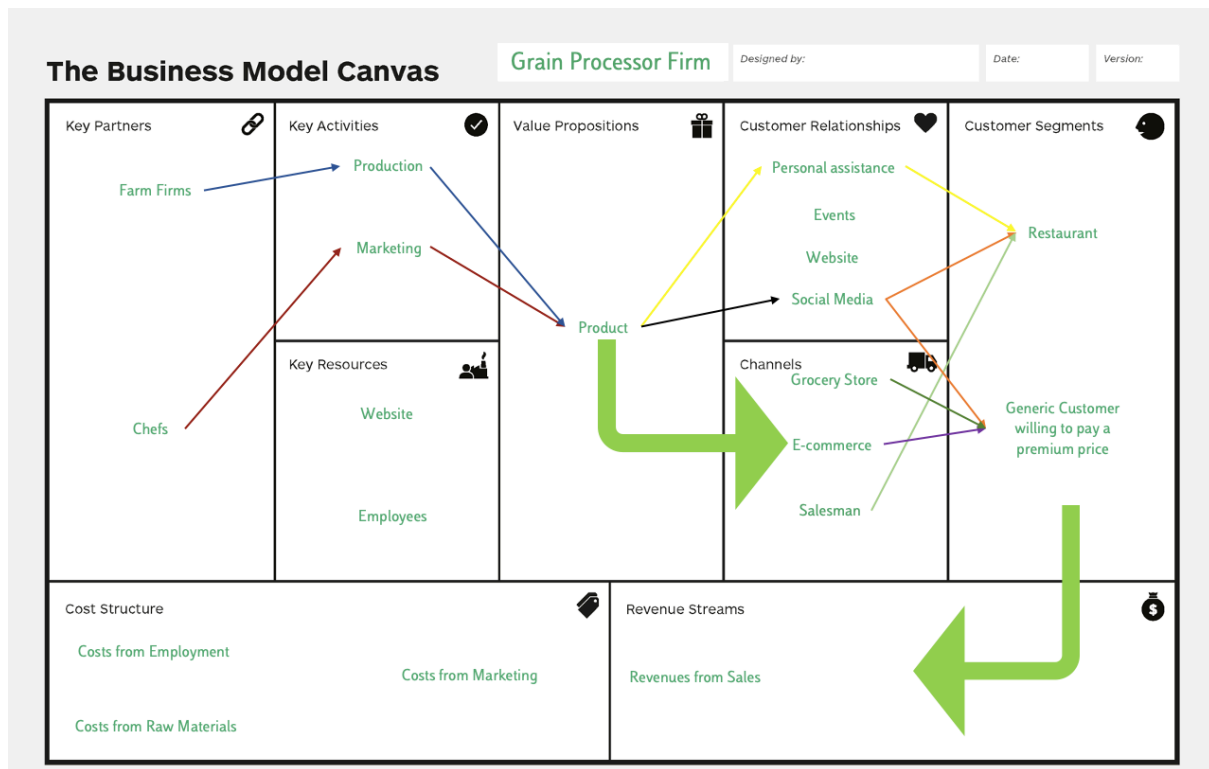 The Business Model Canvas
Grain Processor Firm
Designed by:
Date:
Version:
Key Partners
Farm Firms
Chefs
Key Activities
Production
Marketing
Key Resources
Website
Employees
Value Propositions
Product
Customer Relationships
Personal assistance
Events
Website
Social Media
Channels
Grocery Store
E-commerce
Salesman
Customer Segments
Restaurant
Generic Customer
willing to pay a
premium price
Cost Structure
Costs from Employment
Costs from Marketing
Costs from Raw Materials
Revenue Streams
$
Revenues from Sales